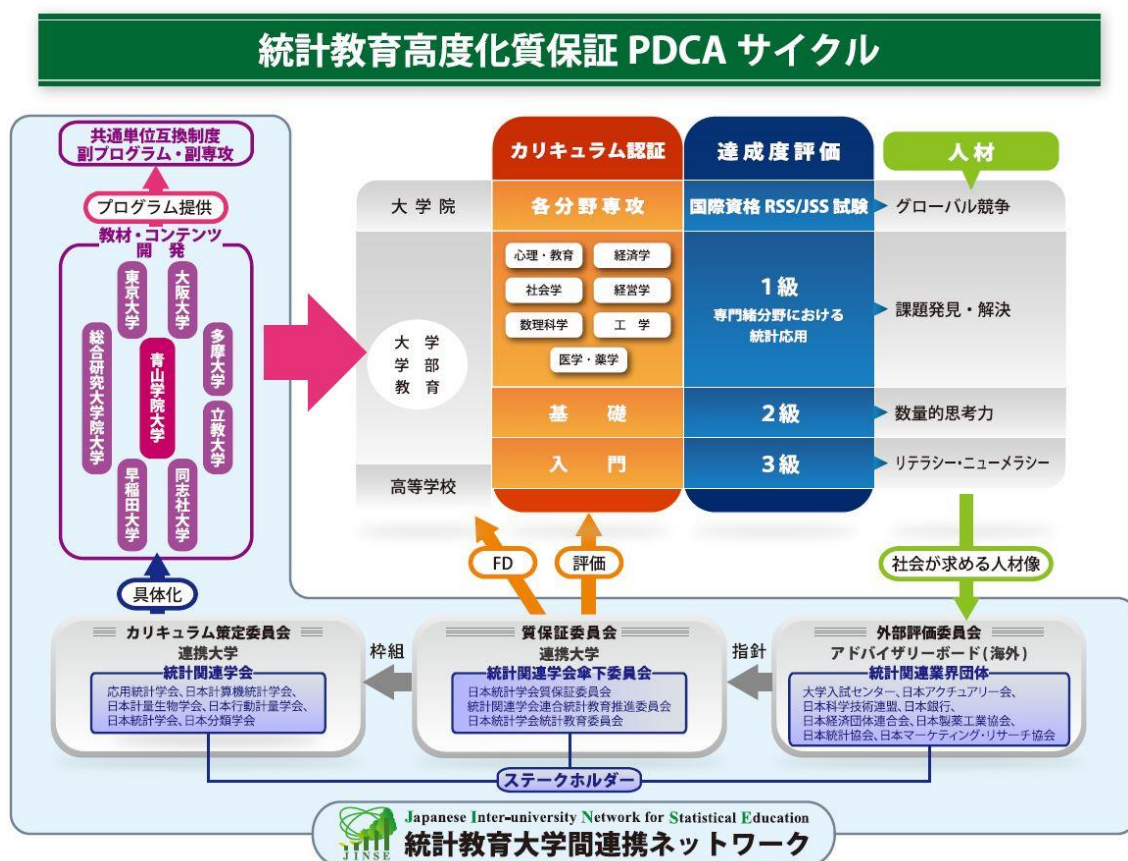 統計教育高度化質保証 PDCA サイクル
共通単位互換制度
副プログラム・副専攻
プログラム提供
教材・コンテンツ
開発
東京大学
大阪大学
総合研究大学院大学
青山学院大学
多摩大学
立教大学
早稲田大学
同志社大学
具体化
カリキュラム認証
達成度評価
人材
大学院
各分野専攻
国際資格 RSS/JSS 試験
グローバル競争
大学
学部
教育
心理・教育
経済学
社会学
経営学
数理科学
工学
医学・薬学
1級
専門緒分野における
統計応用
課題発見・解決
基礎
2級
数量的思考力
入門
3級
リテラシー・ニューメラシー
高等学校
FD
評価
社会が求める人材像
カリキュラム策定委員会
連携大学
統計関連学会
応用統計学会、日本計算機統計学会、
日本計量生物学会、日本行動計量学会、
日本統計学会、日本分類学会
枠組
質保証委員会
連携大学
統計関連学会傘下委員会
日本統計学会質保証委員会
統計関連学会連合統計教育推進委員会
日本統計学会統計教育委員会
指針
外部評価委員会
アドバイザリーボード(海外)
統計関連業界団体
大学入試センター、日本アクチュアリー会、
日本科学技術連盟、日本銀行、
日本経済団体連合会、日本製薬工業協会、
日本統計協会、日本マーケティング・リサーチ協会
ステークホルダー
JINSE
Japanese Inter-university Network for Statistical Education
統計教育大学間連携ネットワーク